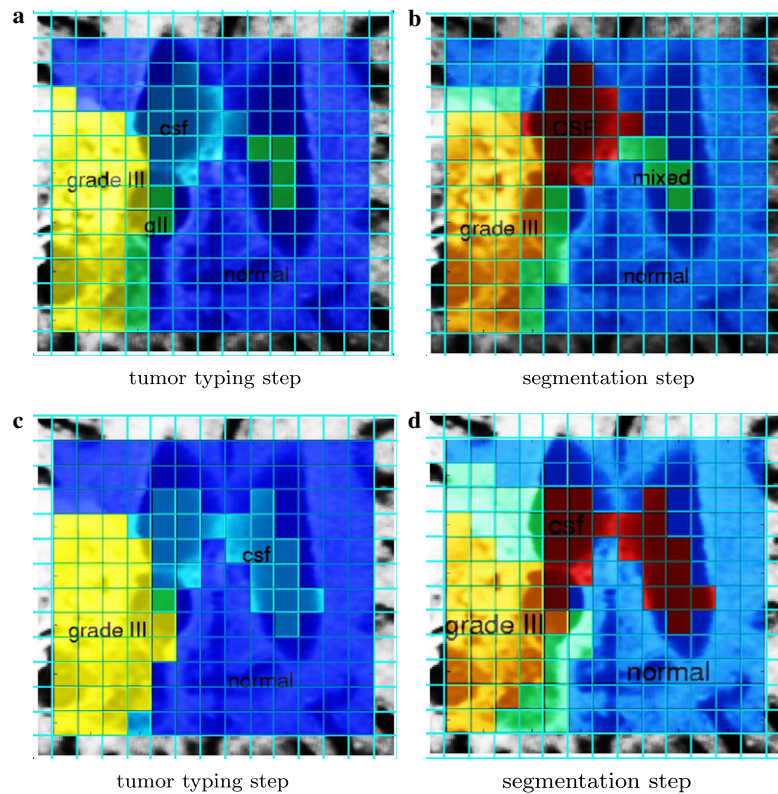 a
b
csf
CSF
grade III
mixed
gII
grade III
normal
normal
tumor typing step
segmentation step
c
d
csf
csf
grade III
grade III
normal
normal
tumor typing step
segmentation step